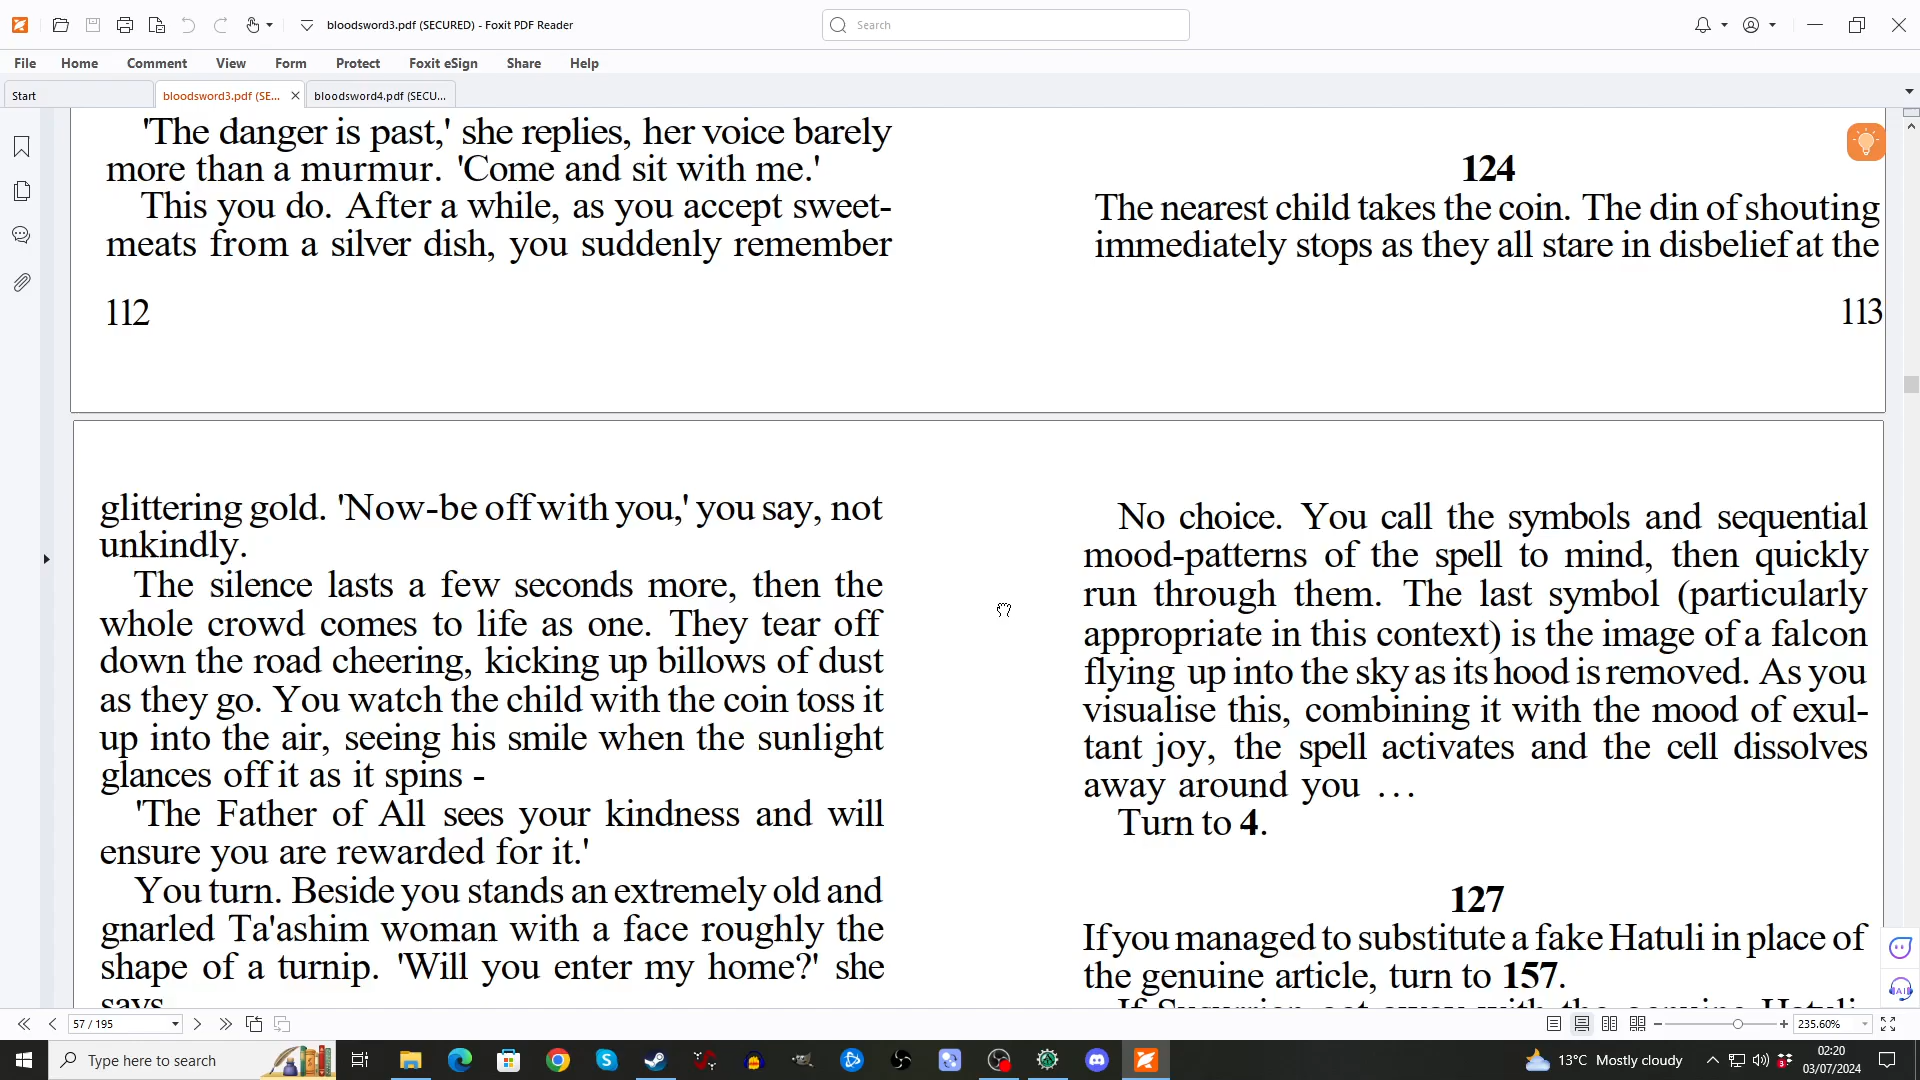 bloodsword3.pdf (SECURED) - Foxit PDF Reader
Search
File Home Comment View Form Protect Foxit eSign Share Help
Start
bloodsword3.pdf (SE...
bloodsword4.pdf (SECU...
'The danger is past,' she replies, her voice barely
more than a murmur. 'Come and sit with me.'
This you do. After a while, as you accept sweet-
meats from a silver dish, you suddenly remember
112
124
The nearest child takes the coin. The din of shouting
immediately stops as they all stare in disbelief at the
113
glittering gold. 'Now-be off with you,' you say, not
unkindly.
The silence lasts a few seconds more, then the
whole crowd comes to life as one. They tear off
down the road cheering, kicking up billows of dust
as they go. You watch the child with the coin toss it
up into the air, seeing his smile when the sunlight
glances off it as it spins -
'The Father of All sees your kindness and will
ensure you are rewarded for it.'
You turn. Beside you stands an extremely old and
gnarled Ta'ashim woman with a face roughly the
shape of a turnip. 'Will you enter my home?' she
says
No choice. You call the symbols and sequential
mood-patterns of the spell to mind, then quickly
run through them. The last symbol (particularly
appropriate in this context) is the image of a falcon
flying up into the sky as its hood is removed. As you
visualise this, combining it with the mood of exul-
tant joy, the spell activates and the cell dissolves
away around you ...
Turn to 4.
127
If you managed to substitute a fake Hatuli in place of
the genuine article, turn to 157.
If Susurrien got away with the genuine Hatuli
AI
57 / 195
235.60%
Type here to search
13°C Mostly cloudy
02:20
03/07/2024